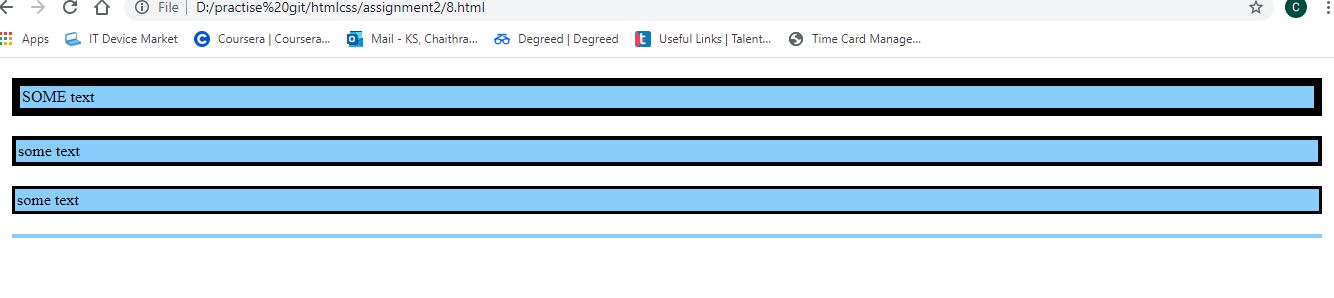 File D:/practise%20git/htmlcss/assignment2/8.html C
Apps IT Device Market Coursera | Coursera... Mail - KS, Chaithra... Degreed | Degreed Useful Links | Talent... Time Card Manage...
SOME text
some text
some text